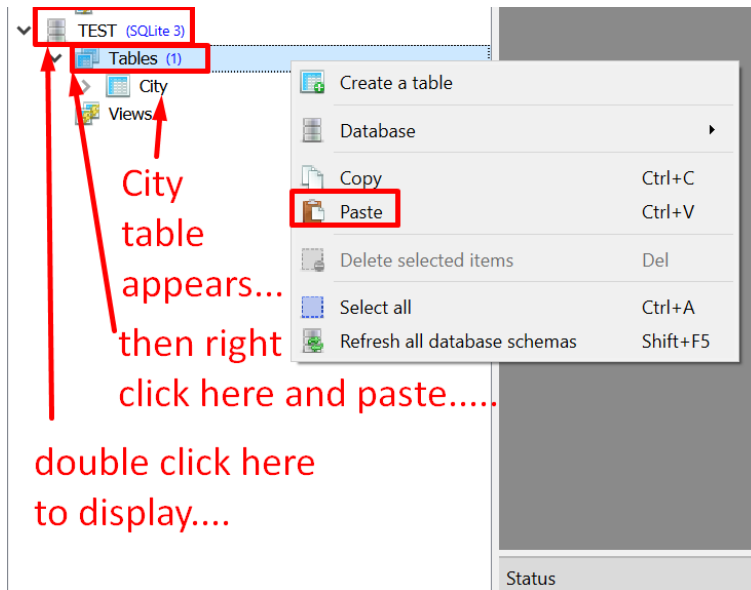 TEST (SQLite 3)
Tables (1)
City
Views
Create a table
Database
Copy Ctrl+C
Paste Ctrl+V
Delete selected items Del
Select all Ctrl+A
Refresh all database schemas Shift+F5
City
table
appears...
then right
click here and paste.....
double click here
to display....
Status